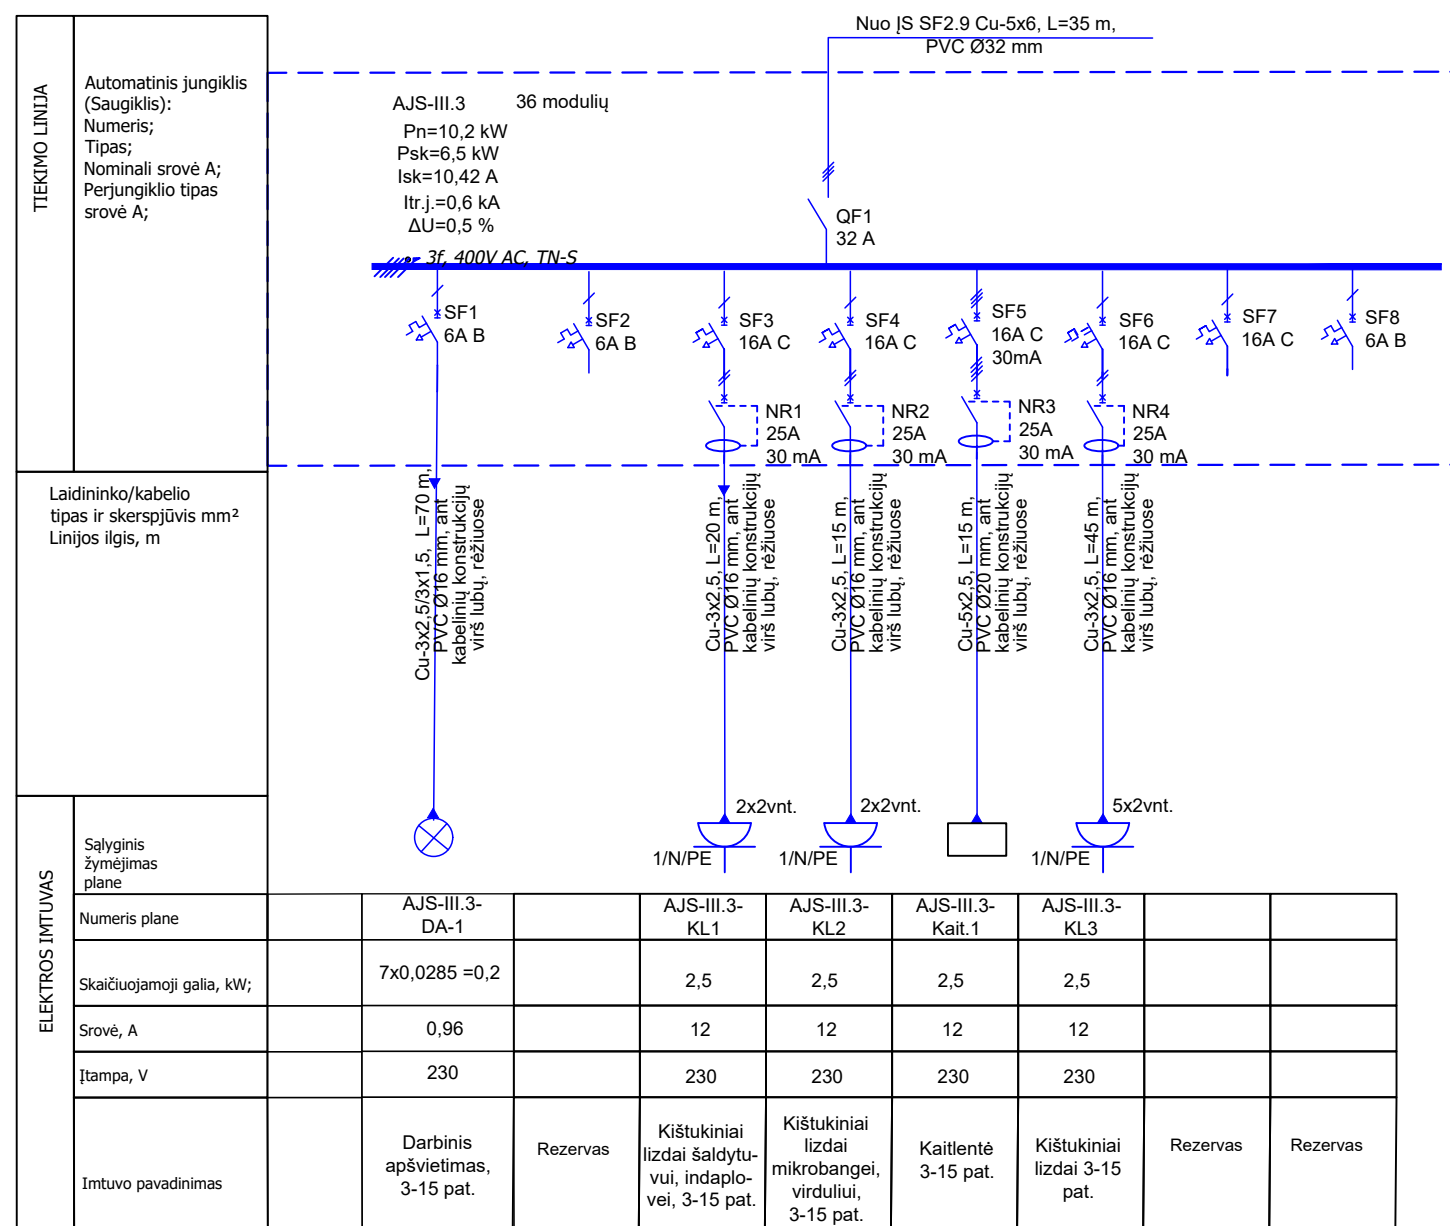 Nuo ĮS SF2.9 Cu-5x6, L=35 m,
PVC Ø32 mm
TIEKIMO LINIJA
Automatinis jungiklis
(Saugiklis):
Numeris;
Tipas;
Nominali srovė A;
Perjungiklio tipas
srovė A;
AJS-III.3
36 modulių
Pn=10,2 kW
Psk=6,5 kW
Isk=10,42 A
Itr.j.=0,6 kA
ΔU=0,5 %
QF1
32 A
3f, 400V AC, TN-S
SF1
6A B
SF2
6A B
SF3
16A C
SF4
16A C
SF5
16A C
30mA
SF6
16A C
SF7
16A C
SF8
6A B
NR1
25A
30 mA
NR2
25A
30 mA
NR3
25A
30 mA
NR4
25A
30 mA
Laidininko/kabelio
tipas ir skerspjūvis mm²
Linijos ilgis, m
Cu-3x2,5/3x1,5, L=70 m,
PVC Ø16 mm, ant
kabelinių konstrukcijų
virš lubų, rėžiuose
Cu-3x2,5, L=20 m,
PVC Ø16 mm, ant
kabelinių konstrukcijų
virš lubų, rėžiuose
Cu-3x2,5, L=15 m,
PVC Ø16 mm, ant
kabelinių konstrukcijų
virš lubų, rėžiuose
Cu-5x2,5, L=15 m,
PVC Ø20 mm, ant
kabelinių konstrukcijų
virš lubų, rėžiuose
Cu-3x2,5, L=45 m,
PVC Ø16 mm, ant
kabelinių konstrukcijų
virš lubų, rėžiuose
ELEKTROS IMTUVAS
Sąlyginis
žymėjimas
plane
2x2vnt.
1/N/PE
2x2vnt.
1/N/PE
5x2vnt.
1/N/PE
Numeris plane
AJS-III.3-
DA-1
AJS-III.3-
KL1
AJS-III.3-
KL2
AJS-III.3-
Kait.1
AJS-III.3-
KL3
Skaičiuojamoji galia, kW;
7x0,0285 =0,2
2,5
2,5
2,5
2,5
Srovė, A
0,96
12
12
12
12
Įtampa, V
230
230
230
230
230
Imtuvo pavadinimas
Darbinis
apšvietimas,
3-15 pat.
Rezervas
Kištukiniai
lizdai šaldytu-
vui, indaplo-
vei, 3-15 pat.
Kištukiniai
lizdai
mikrobangei,
virduliui,
3-15 pat.
Kaitlentė
3-15 pat.
Kištukiniai
lizdai 3-15
pat.
Rezervas
Rezervas